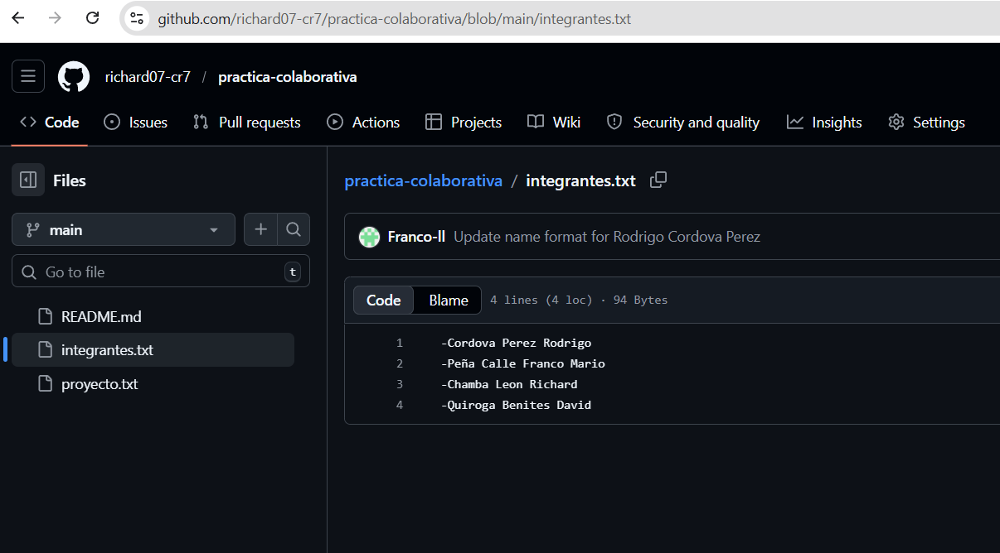 github.com/richard07-cr7/practica-colaborativa/blob/main/integrantes.txt
richard07-cr7 / practica-colaborativa
Code Issues Pull requests Actions Projects Wiki Security and quality Insights Settings
Files
practica-colaborativa / integrantes.txt
main
Go to file t
README.md
integrantes.txt
proyecto.txt
Franco-ll Update name format for Rodrigo Cordova Perez
Code Blame 4 lines (4 loc) · 94 Bytes
1 -Cordova Perez Rodrigo
2 -Peña Calle Franco Mario
3 -Chamba Leon Richard
4 -Quiroga Benites David